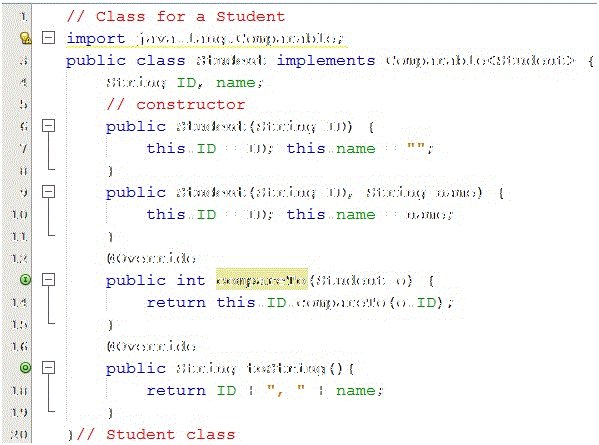 1 // Class for a Student
import java.lang.Comparable;
3 public class Student implements Comparable<Student> {
4 String ID, name;
5 // constructor
6 public Student(String ID) {
7 this.ID = ID; this.name = "";
8 }
9 public Student(String ID, String name) {
10 this.ID = ID; this.name = name;
11 }
12 @Override
public int compareTo(Student o) {
14 return this.ID.compareTo(o.ID);
15 }
16 @Override
public String toString(){
18 return ID + ", " + name;
19 }
20 }// Student class